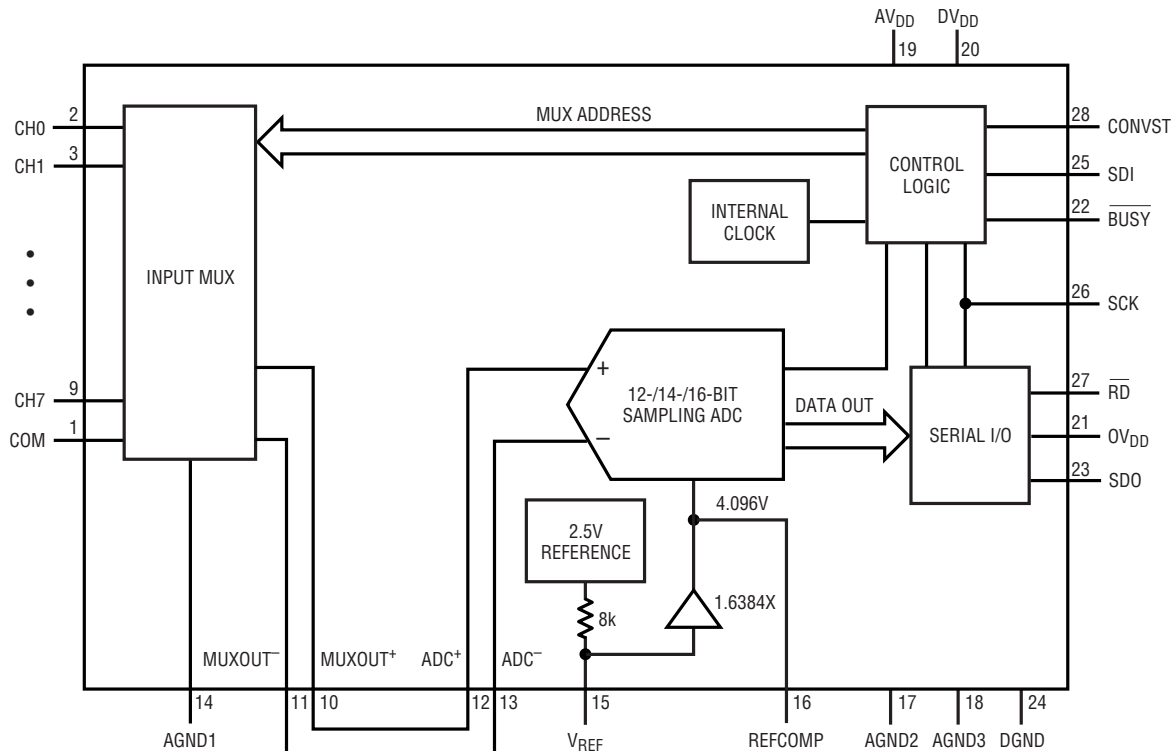 AVDD DVDD
19 20
2
CH0
3
CH1
MUX ADDRESS
28
CONVST
CONTROL
LOGIC
25
SDI
INTERNAL
CLOCK
22
BUSY
INPUT MUX
26
SCK
+
12-/14-/16-BIT
SAMPLING ADC
−
DATA OUT
SERIAL I/O
27
RD
21
OVDD
23
SDO
9
CH7
1
COM
4.096V
2.5V
REFERENCE
8k
1.6384X
MUXOUT− MUXOUT+ ADC+ ADC−
14 11 10 12 13 15 16 17 18 24
AGND1 VREF REFCOMP AGND2 AGND3 DGND